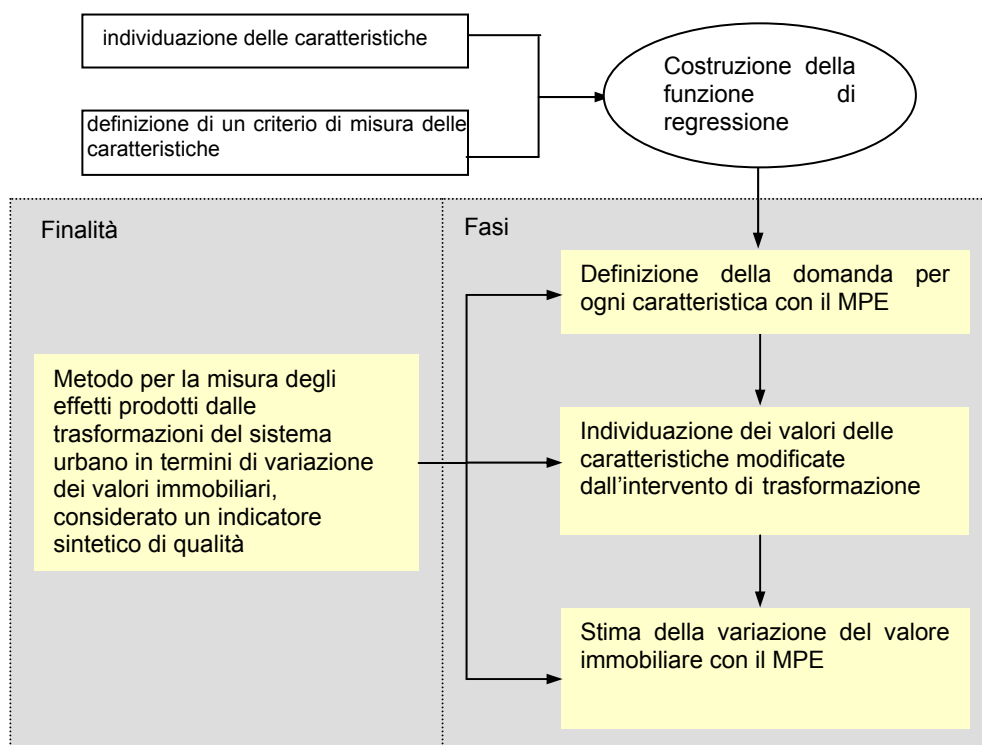 individuazione delle caratteristiche
definizione di un criterio di misura delle
caratteristiche
Costruzione della
funzione di
regressione
Finalità
Fasi
Metodo per la misura degli
effetti prodotti dalle
trasformazioni del sistema
urbano in termini di variazione
dei valori immobiliari,
considerato un indicatore
sintetico di qualità
Definizione della domanda per
ogni caratteristica con il MPE
Individuazione dei valori delle
caratteristiche modificate
dall'intervento di trasformazione
Stima della variazione del valore
immobiliare con il MPE